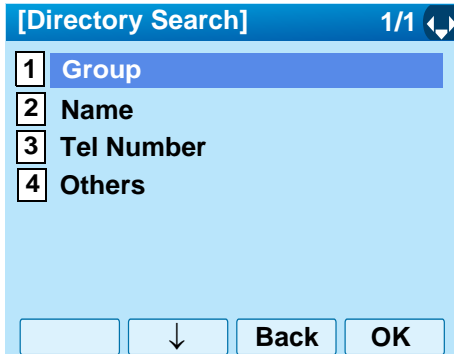 [Directory Search] 1/1
1 Group
2 Name
3 Tel Number
4 Others
↓ Back OK